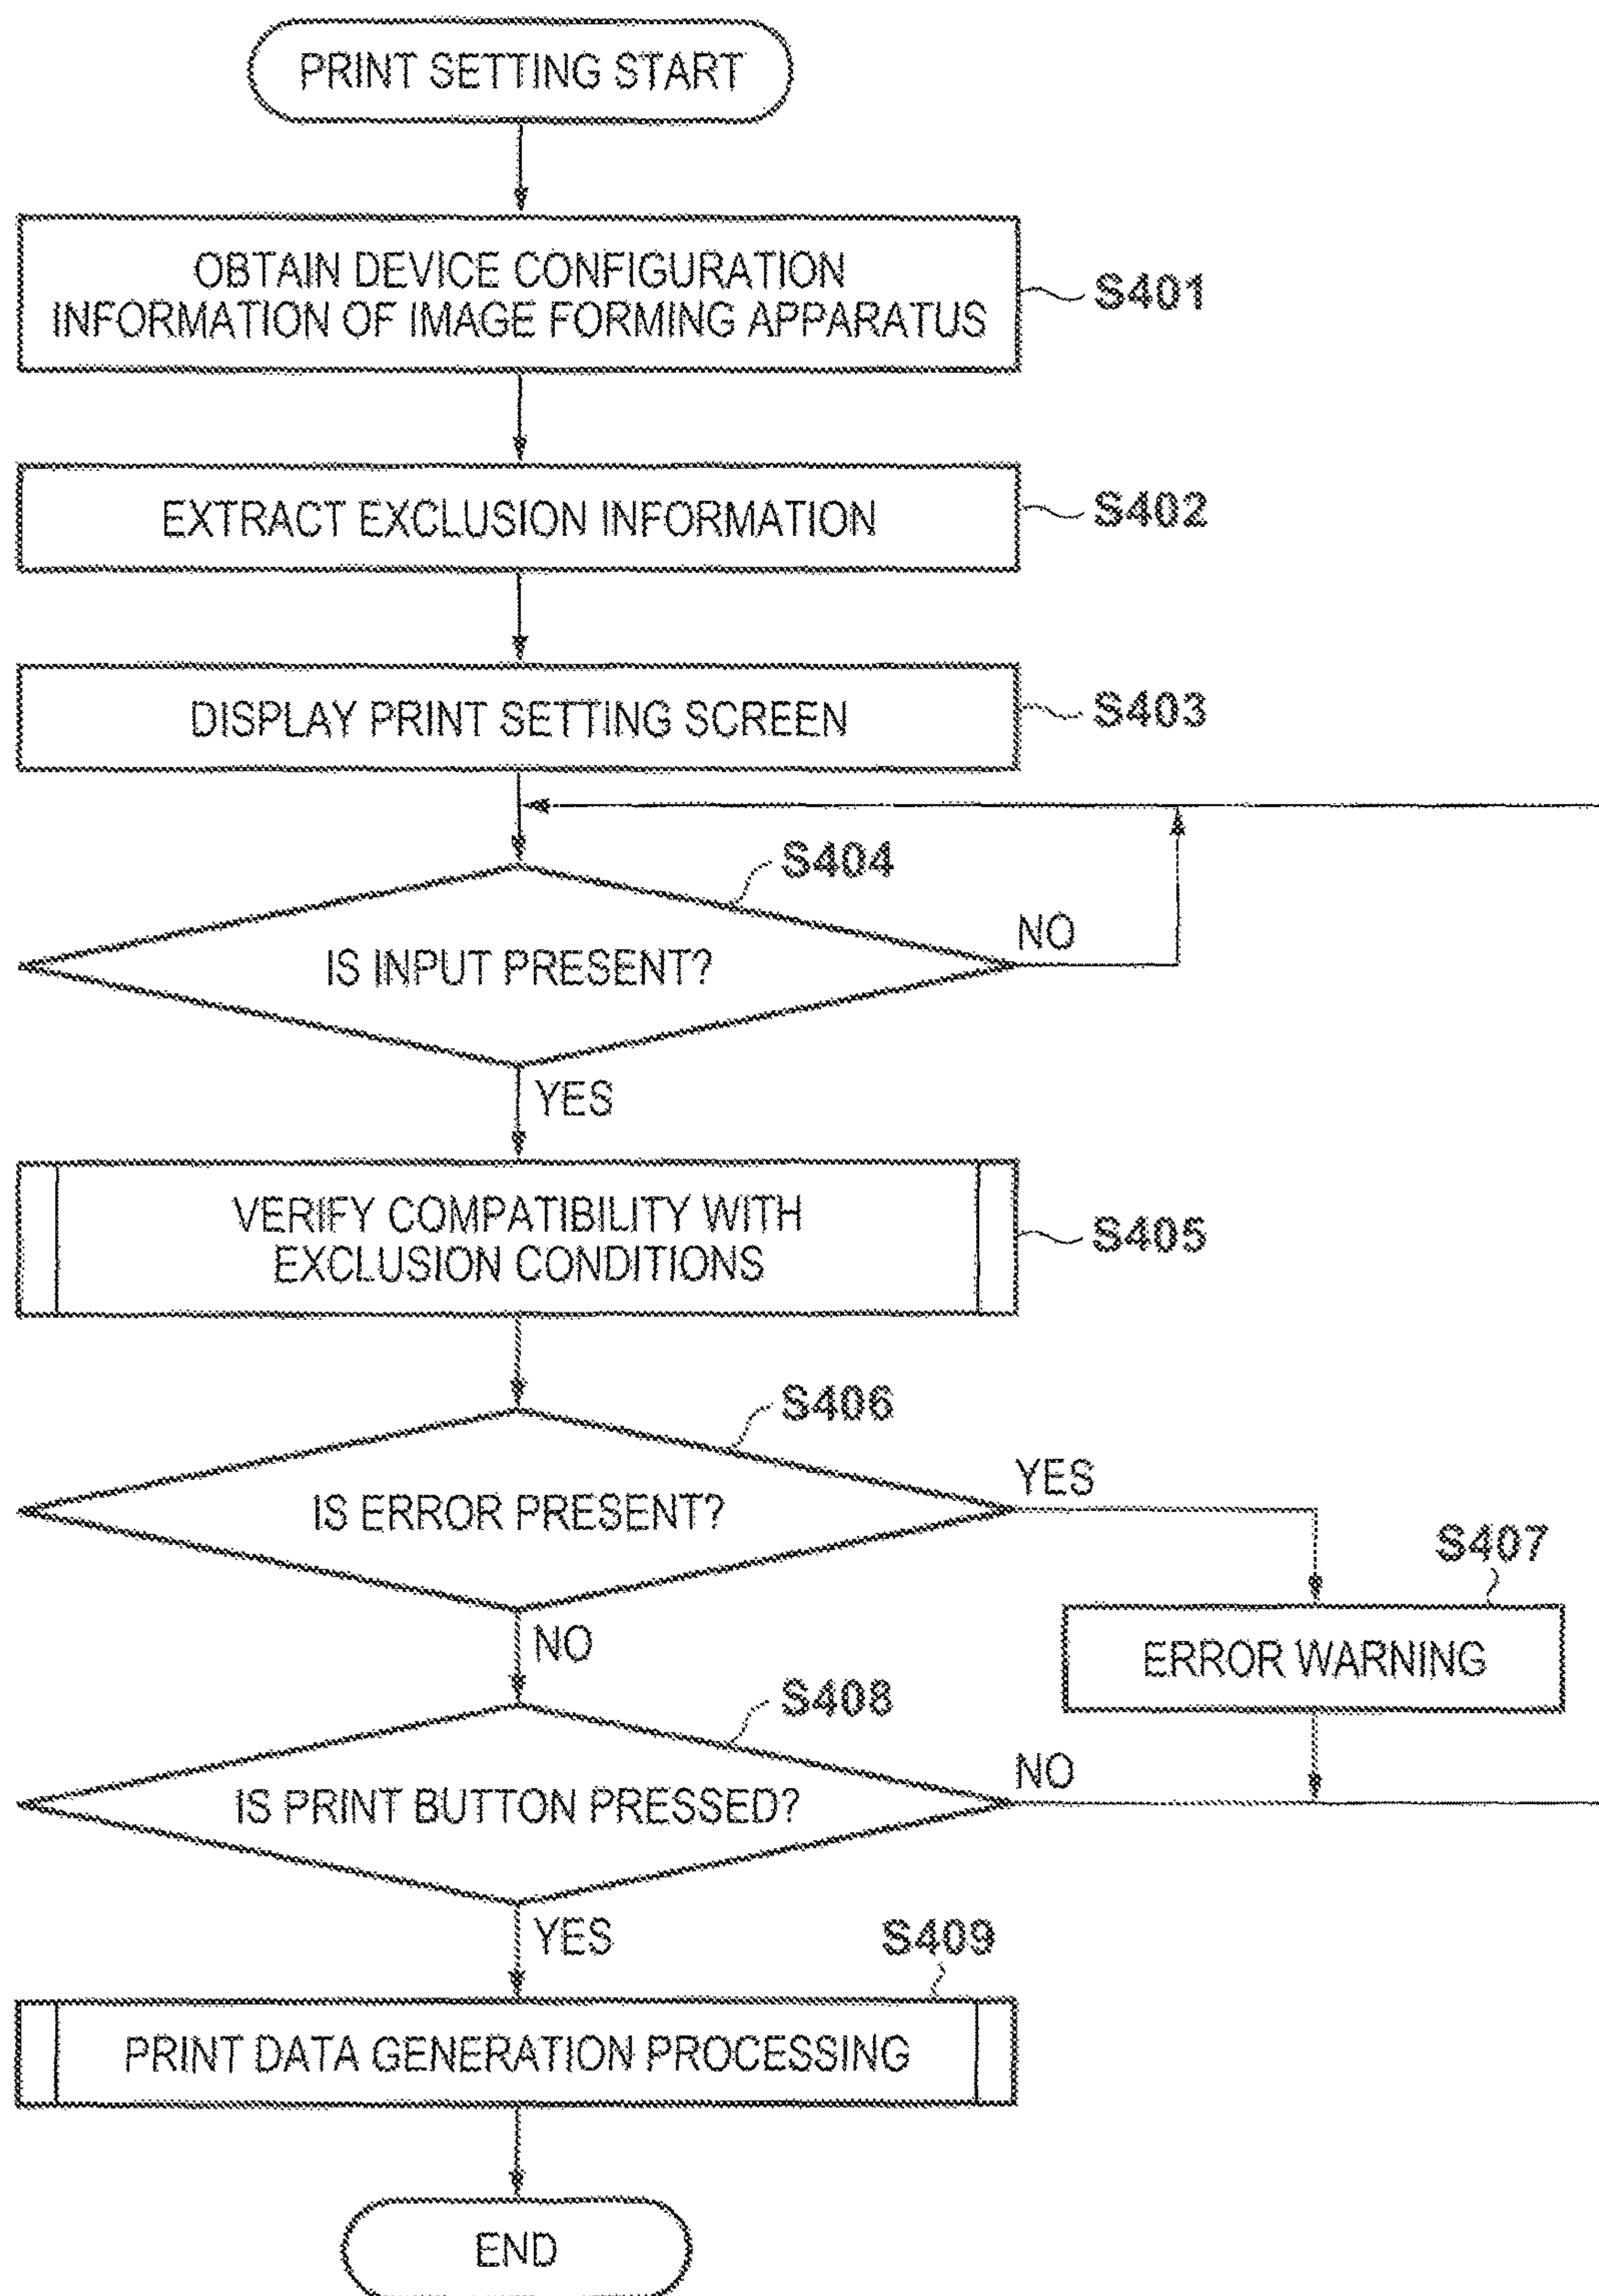 PRINT SETTING START
OBTAIN DEVICE CONFIGURATION
INFORMATION OF IMAGE FORMING APPARATUS
S401
EXTRACT EXCLUSION INFORMATION
S402
DISPLAY PRINT SETTING SCREEN
S403
S404
IS INPUT PRESENT?
NO
YES
VERIFY COMPATIBILITY WITH
EXCLUSION CONDITIONS
S405
S406
IS ERROR PRESENT?
YES
S407
ERROR WARNING
NO
S408
IS PRINT BUTTON PRESSED?
NO
YES
S409
PRINT DATA GENERATION PROCESSING
END